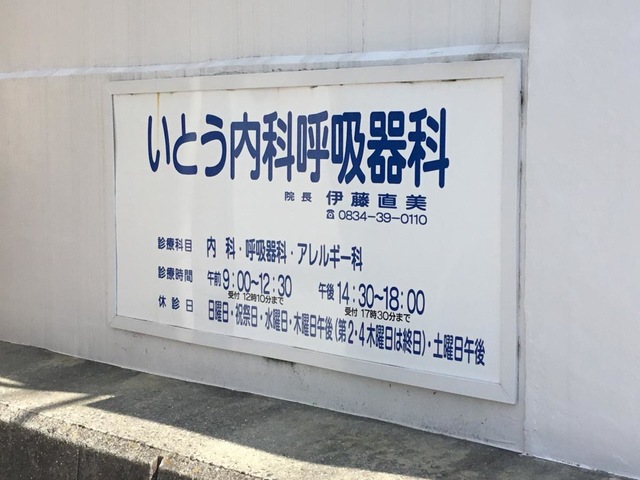 いとう内科呼吸器科
院長 伊藤直美
☎0834-39-0110
診療科目 内科・呼吸器科・アレルギー科
診療時間 午前9:00~12:30 午後14:30~18:00
受付 12時10分まで 受付 17時30分まで
休診日 日曜日・祝祭日・水曜日・木曜日午後(第2・4木曜日は終日)・土曜日午後